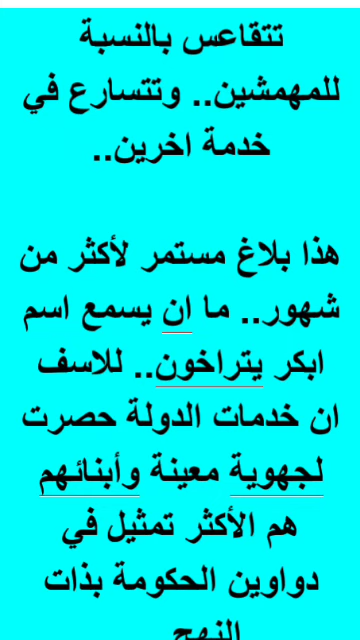 تتقاعس بالنسبة
للمهمشين.. وتتسارع في
خدمة اخرين..
هذا بلاغ مستمر لأكثر من
شهور.. ما ان يسمع اسم
ابكر يتراخون.. للاسف
ان خدمات الدولة حصرت
لجهوية معينة وأبنائهم
هم الأكثر تمثيل في
دواوين الحكومة بذات
النهج